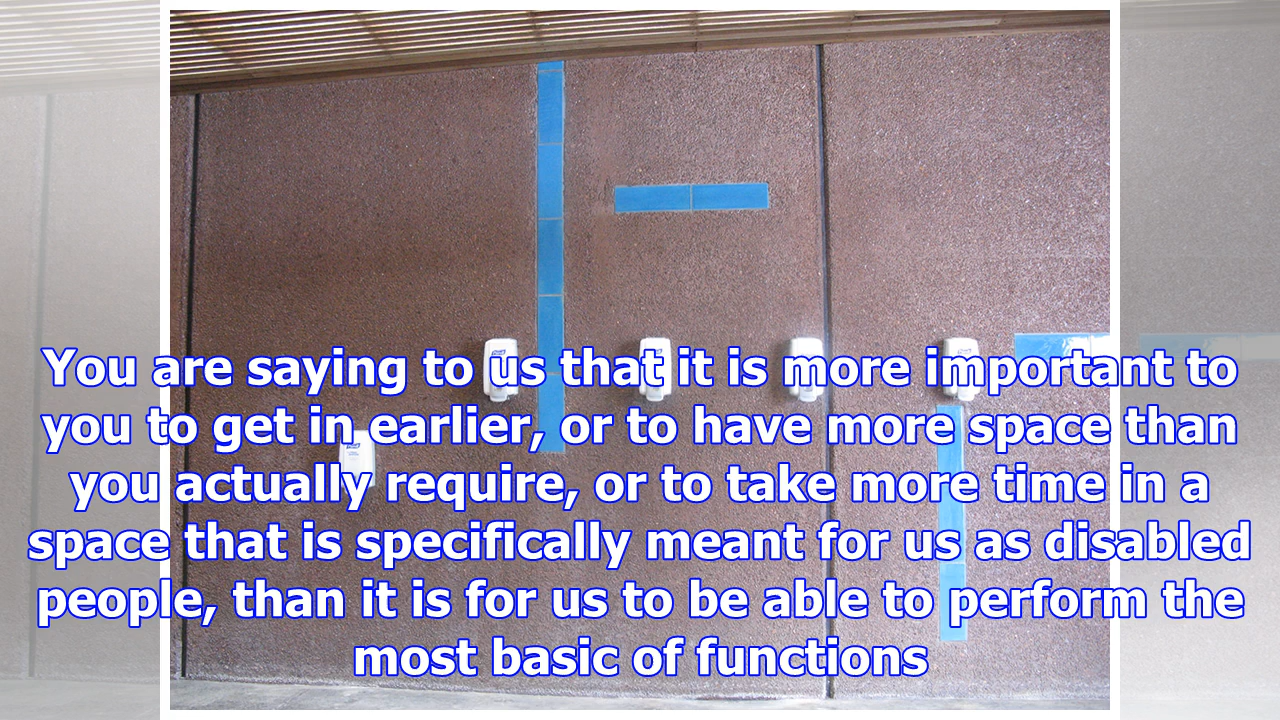 You are saying to us that it is more important to
you to get in earlier, or to have more space than
you actually require, or to take more time in a
space that is specifically meant for us as disabled
people, than it is for us to be able to perform the
most basic of functions